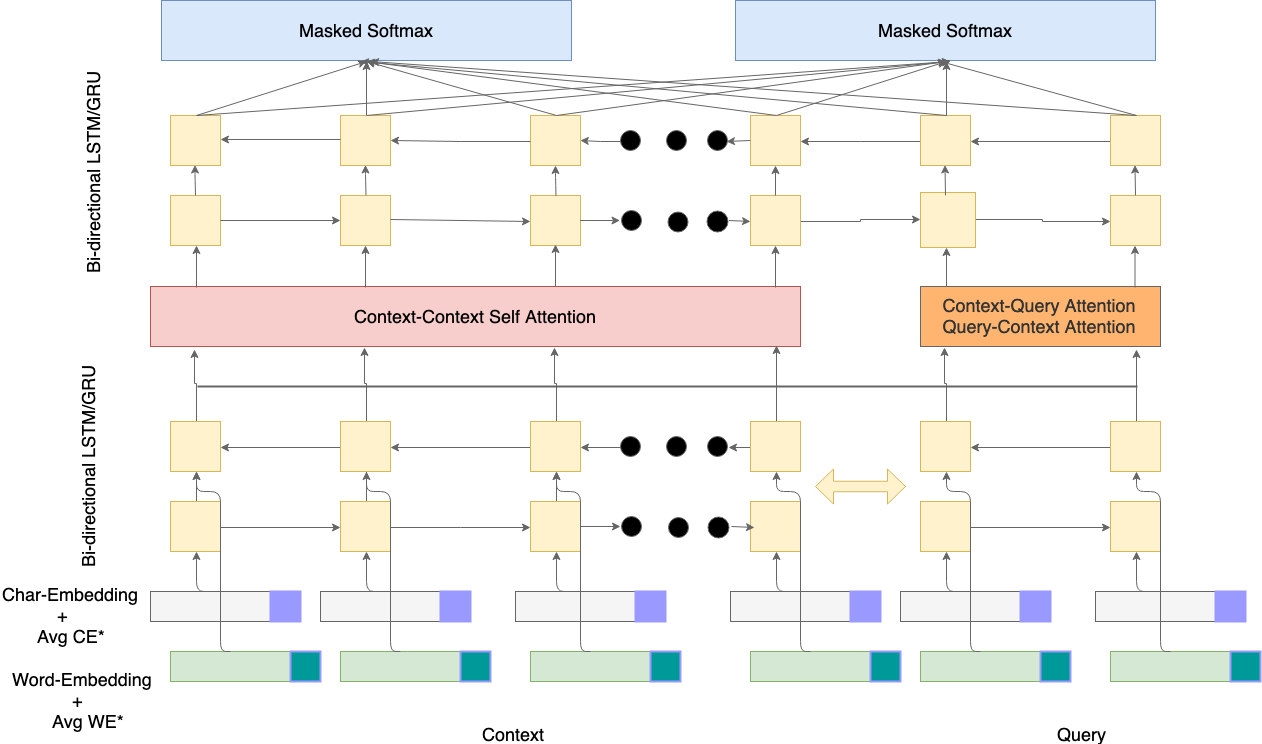 Masked Softmax
Masked Softmax
Bi-directional LSTM/GRU
Context-Context Self Attention
Context-Query Attention
Query-Context Attention
Bi-directional LSTM/GRU
Char-Embedding
+
Avg CE*
Word-Embedding
+
Avg WE*
Context
Query